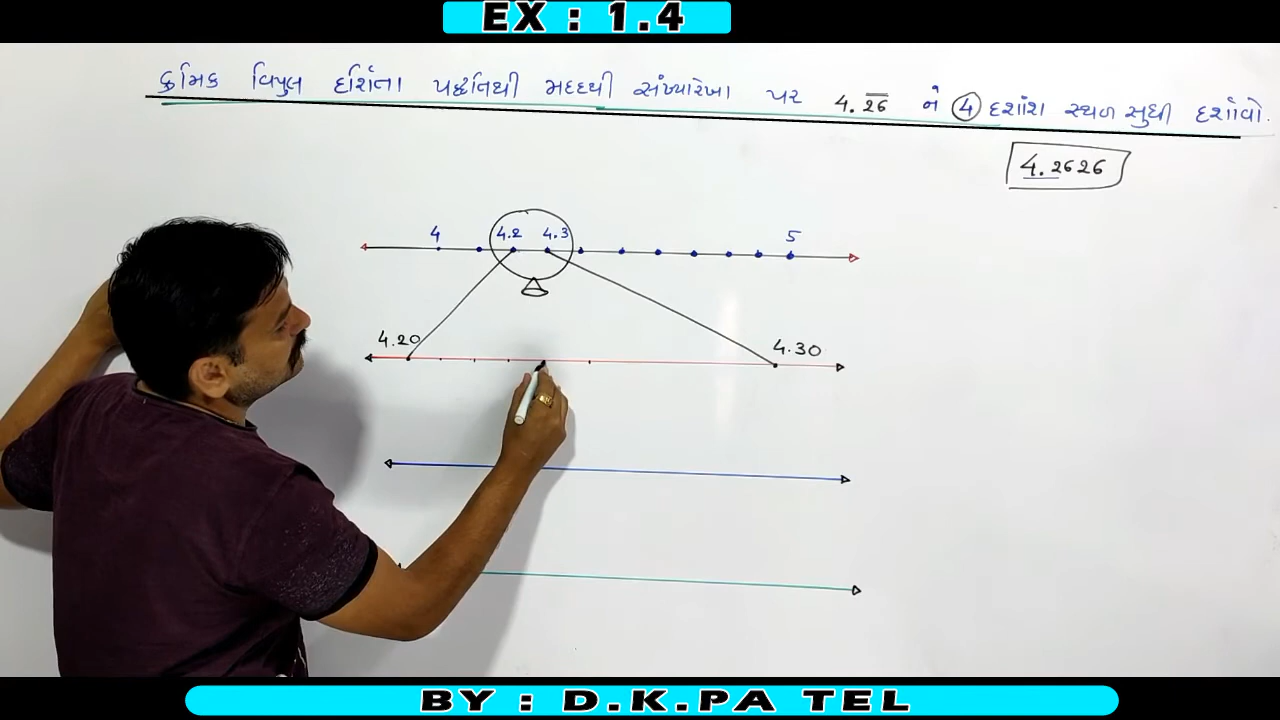 EX : 1.4
ક્રમિક વિપુલ દર્શિતા પદ્ધતિથી મદદથી સંખ્યારેખા પર 4.2̅6̅ ને 4 દશાંશ સ્થળ સુધી દર્શાવો.
4.2626
4 4.2 4.3 5
4.20 4.30
BY : D.K.PA TEL